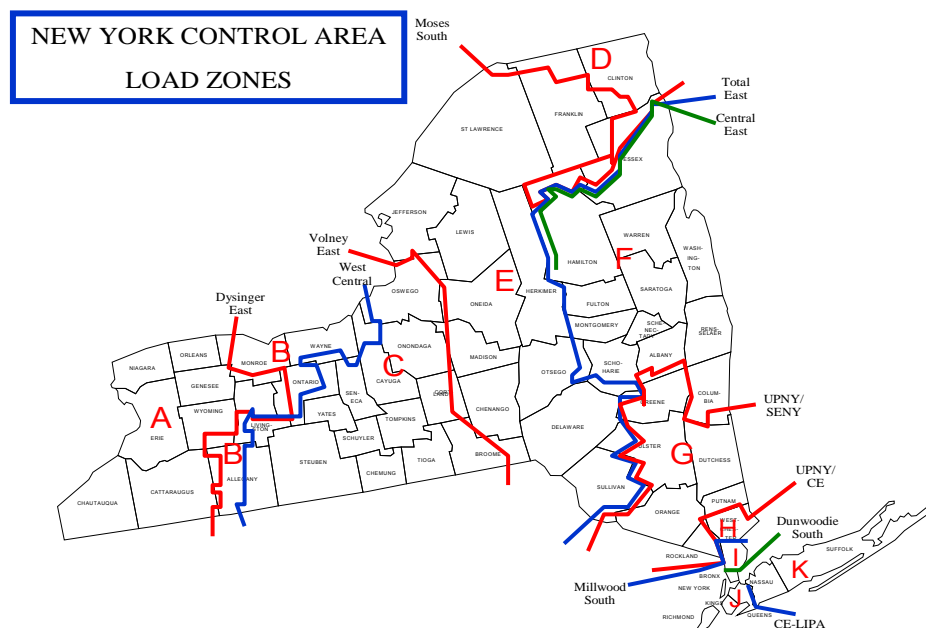 NEW YORK CONTROL AREA
LOAD ZONES
Moses
South
D
CLINTON
Total
East
Central
East
FRANKLIN
ST LAWRENCE
ESSEX
JEFFERSON
LEWIS
WARREN
WASH-
ING-
TON
Volney
East
West
Central
HAMILTON
F
E
OSWEGO
ONEIDA
HERKIMER
SARATOGA
FULTON
Dysinger
East
MONTGOMERY
SCHE-
NEC-
TADY
RENS-
SELAER
WAYNE
ONONDAGA
MADISON
B
ORLEANS
MONROE
NIAGARA
C
OTSEGO
SCHO-
HARIE
ALBANY
GENESEE
ONTARIO
CAYUGA
SEN-
ECA
CORT-
LAND
CHENANGO
GREENE
COLUM-
BIA
UPNY/
SENY
A
WYOMING
LIVING-
STON
YATES
TOMPKINS
DELAWARE
ERIE
SCHUYLER
ULSTER
G
B
STEUBEN
CHEMUNG
TIOGA
BROOME
DUTCHESS
ALLEGANY
SULLIVAN
UPNY/
CE
CATTARAUGUS
CHAUTAUQUA
PUTNAM
ORANGE
WEST-
CHES-
TER
H
Dunwoodie
South
SUFFOLK
ROCKLAND
I
K
Millwood
South
BRONX
NASSAU
NEW YORK
J
KINGS
QUEENS
RICHMOND
CE-LIPA